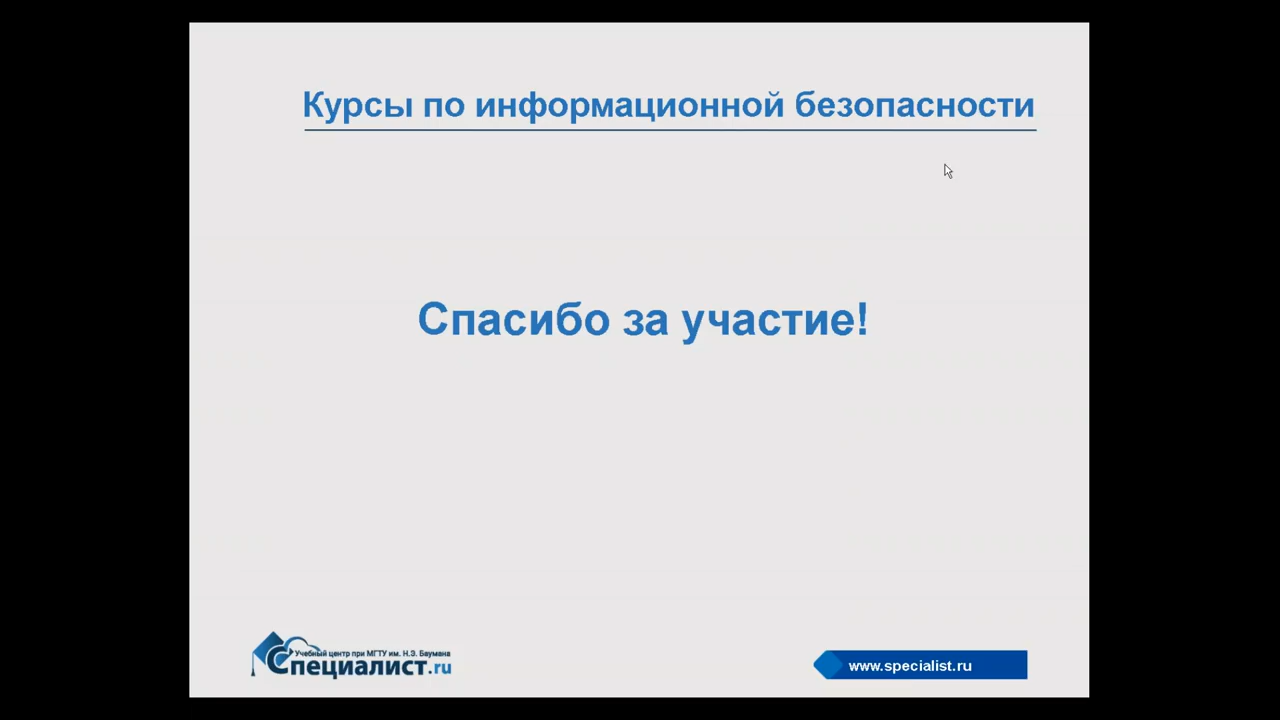 Курсы по информационной безопасности
Спасибо за участие!
Учебный центр при МГТУ им. Н.Э. Баумана
Специалист.ru
www.specialist.ru